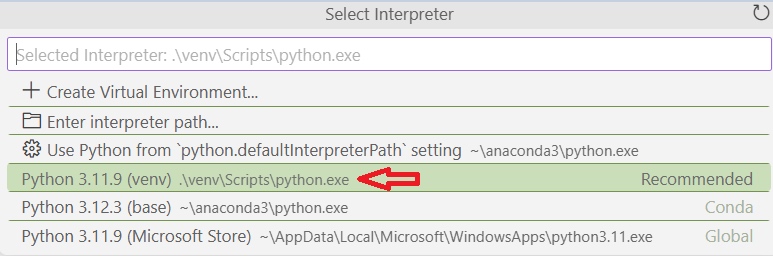 Select Interpreter
Selected Interpreter: .\venv\Scripts\python.exe
Create Virtual Environment...
Enter interpreter path...
Use Python from `python.defaultInterpreterPath` setting ~\anaconda3\python.exe
Python 3.11.9 (venv) .\venv\Scripts\python.exe Recommended
Python 3.12.3 (base) ~\anaconda3\python.exe Conda
Python 3.11.9 (Microsoft Store) ~\AppData\Local\Microsoft\WindowsApps\python3.11.exe Global